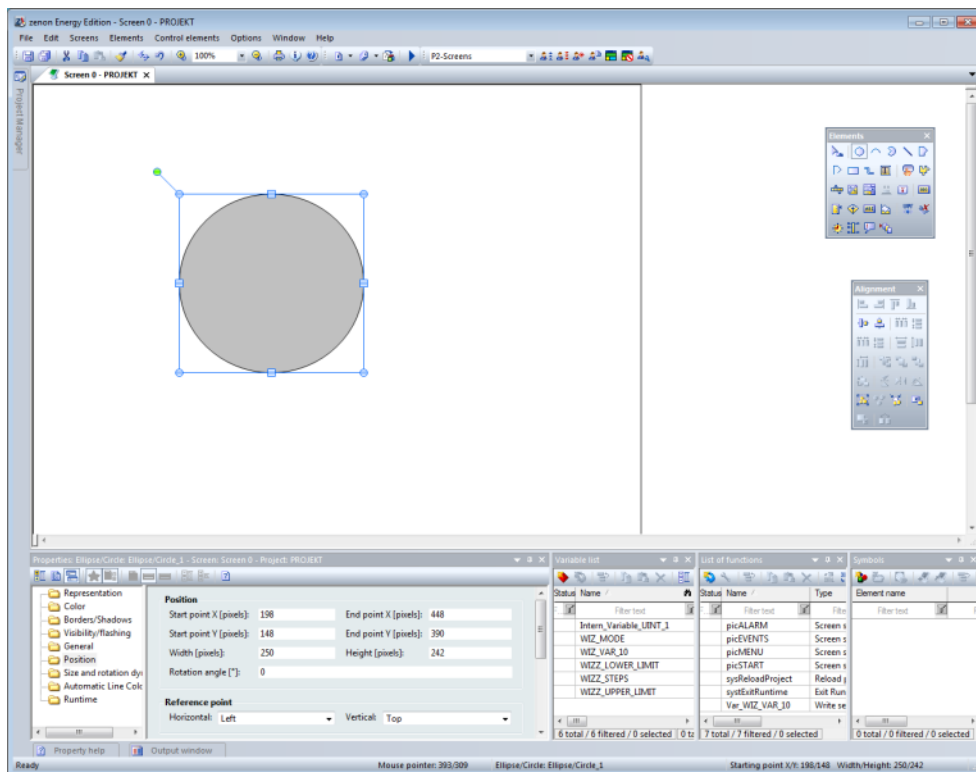 zenon Energy Edition - Screen 0 - PROJEKT
File Edit Screens Elements Control elements Options Window Help
100% P2-Screens
Screen 0 - PROJEKT
Project Manager
Elements
Alignment
Properties: Ellipse/Circle: Ellipse/Circle_1 - Screen: Screen 0 - Project: PROJEKT
Representation
Color
Borders/Shadows
Visibility/flashing
General
Position
Size and rotation dyn
Automatic Line Colo
Runtime
Position
Start point X [pixels]: 198 End point X [pixels]: 448
Start point Y [pixels]: 148 End point Y [pixels]: 390
Width [pixels]: 250 Height [pixels]: 242
Rotation angle [°]: 0
Reference point
Horizontal: Left Vertical: Top
Variable list
Status Name
Filter text
Intern_Variable_UINT_1
WIZ_MODE
WIZ_VAR_10
WIZZ_LOWER_LIMIT
WIZZ_STEPS
WIZZ_UPPER_LIMIT
6 total / 6 filtered / 0 selected
List of functions
Status Name Type
Filter text Filter
picALARM Screen s
picEVENTS Screen s
picMENU Screen s
picSTART Screen s
sysReloadProject Reload p
systExitRuntime Exit Run
Var_WIZ_VAR_10 Write se
7 total / 7 filtered / 0 selected
Symbols
Element name
Filter text
0 total / 0 filtered / 0 selected
Property help Output window
Ready Mouse pointer: 393/309 Ellipse/Circle: Ellipse/Circle_1 Starting point X/Y: 198/148 Width/Height: 250/242